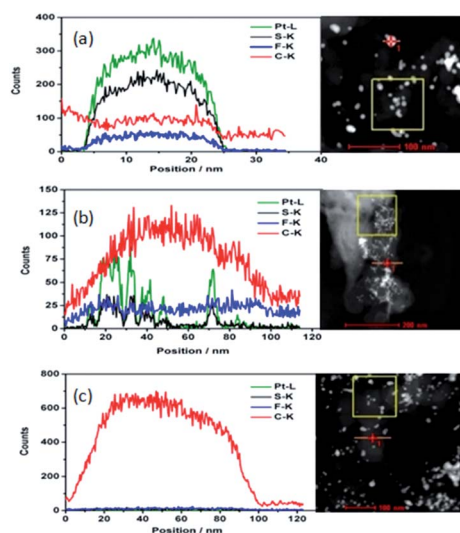 (a)
Counts
400
300
200
100
0
Pt-L
S-K
F-K
C-K
0 10 20 30 40
Position / nm
100 nm
(b)
Counts
150
125
100
75
50
25
0
Pt-L
S-K
F-K
C-K
0 20 40 60 80 100 120
Position / nm
200 nm
(c)
Counts
800
600
400
200
0
Pt-L
S-K
F-K
C-K
0 20 40 60 80 100 120
Position / nm
100 nm